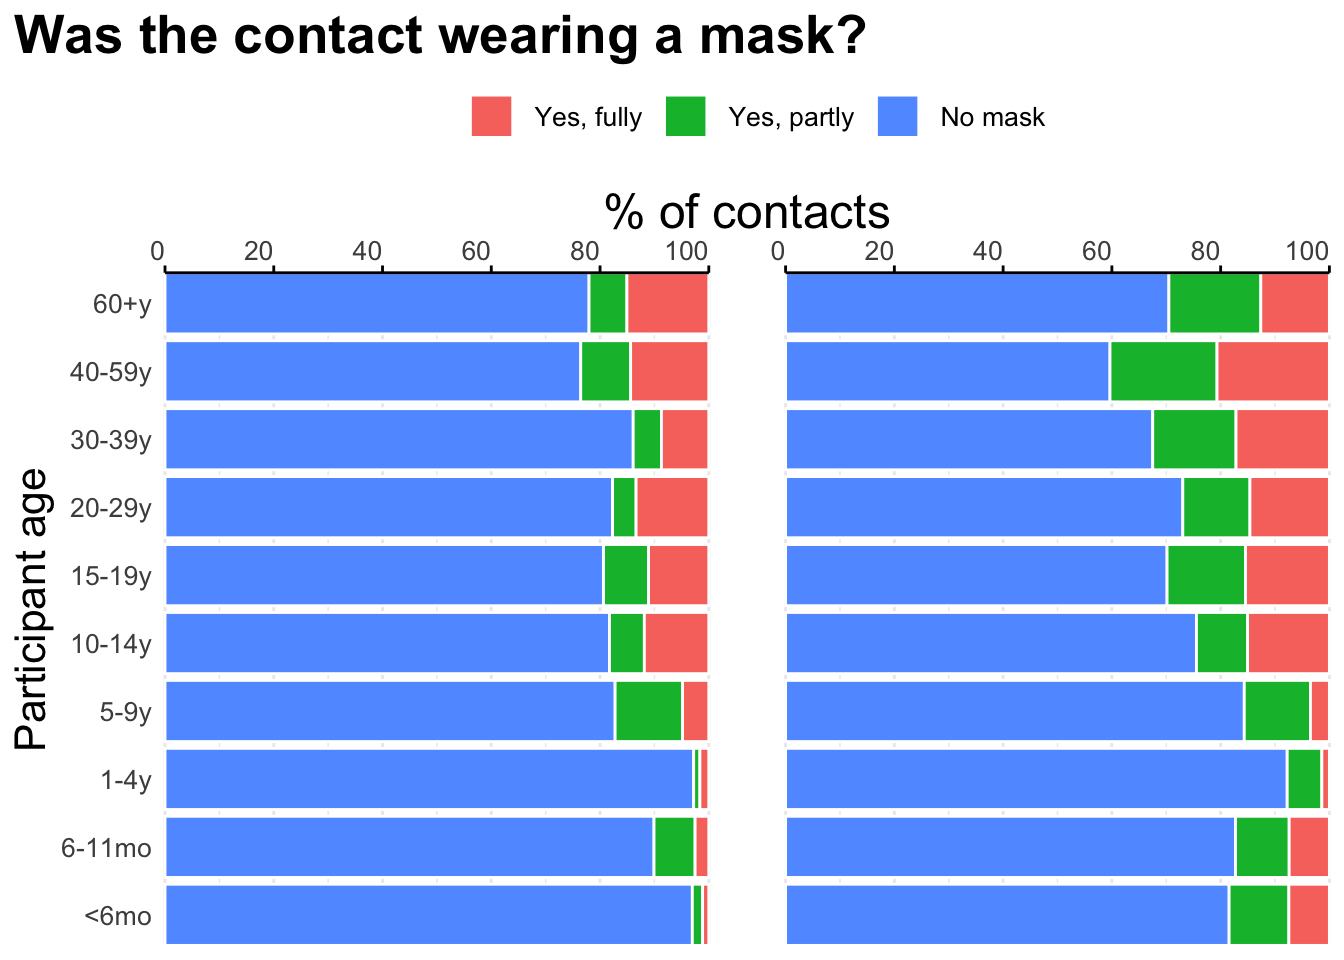 Was the contact wearing a mask?
Yes, fully Yes, partly No mask
% of contacts
0 20 40 60 80 100 0 20 40 60 80 100
Participant age
60+y
40-59y
30-39y
20-29y
15-19y
10-14y
5-9y
1-4y
6-11mo
<6mo